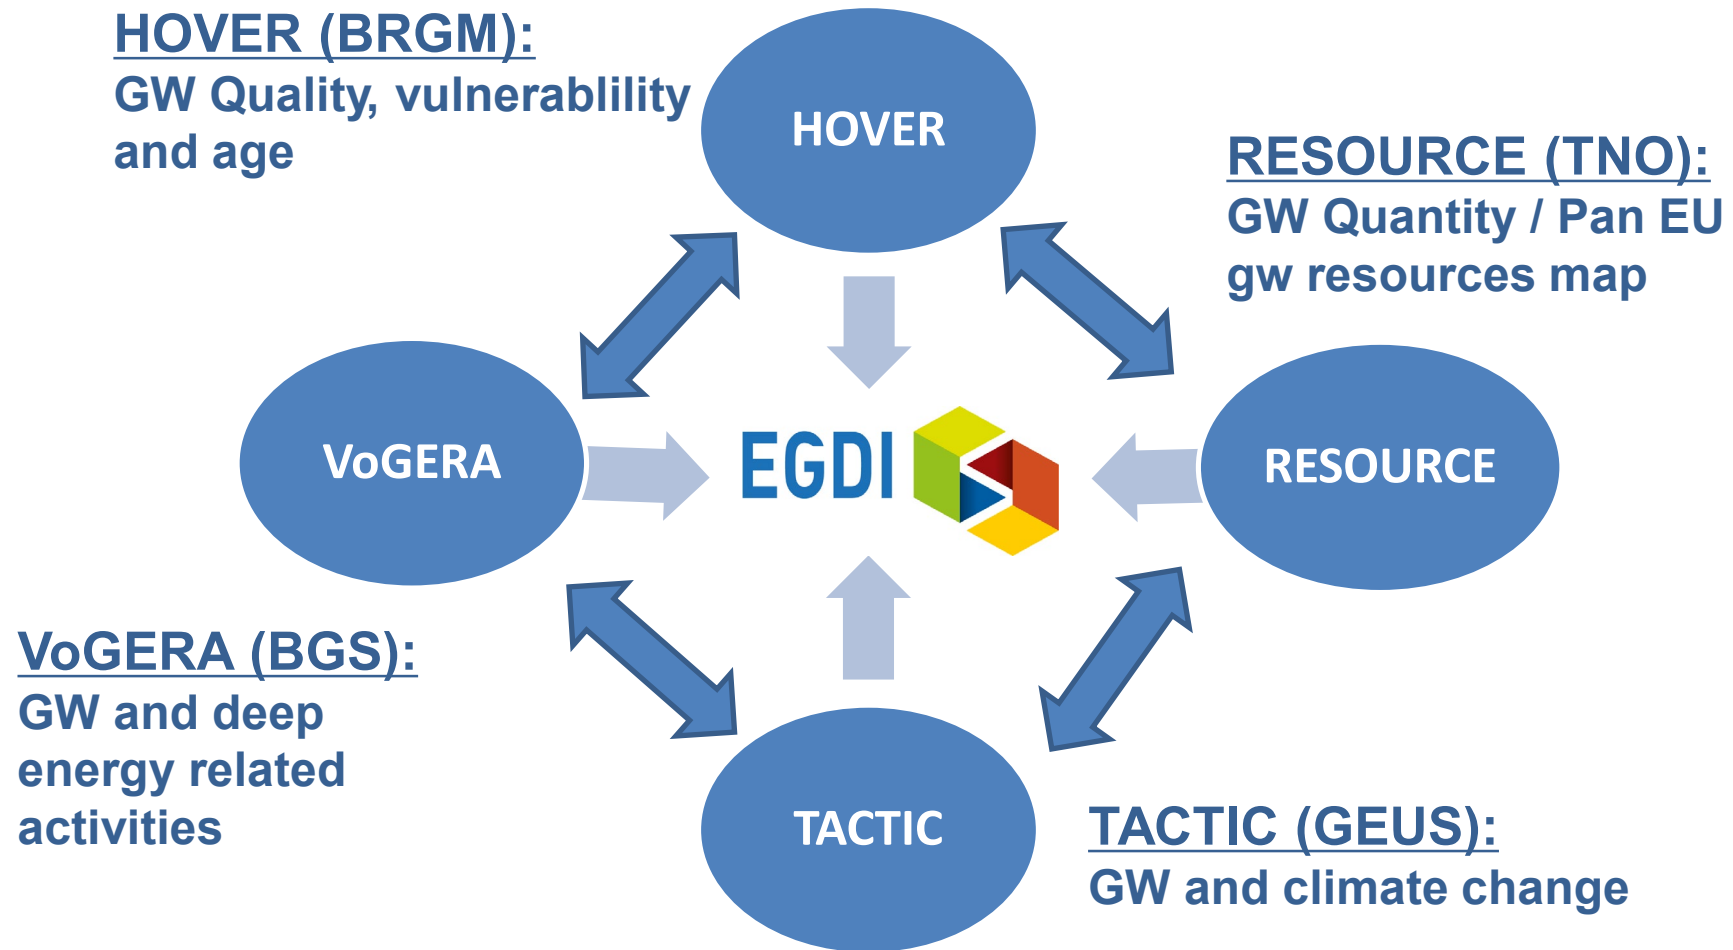 HOVER (BRGM):
GW Quality, vulnerablility
and age
HOVER
RESOURCE (TNO):
GW Quantity / Pan EU
gw resources map
VoGERA
EGDI
RESOURCE
VoGERA (BGS):
GW and deep
energy related
activities
TACTIC
TACTIC (GEUS):
GW and climate change